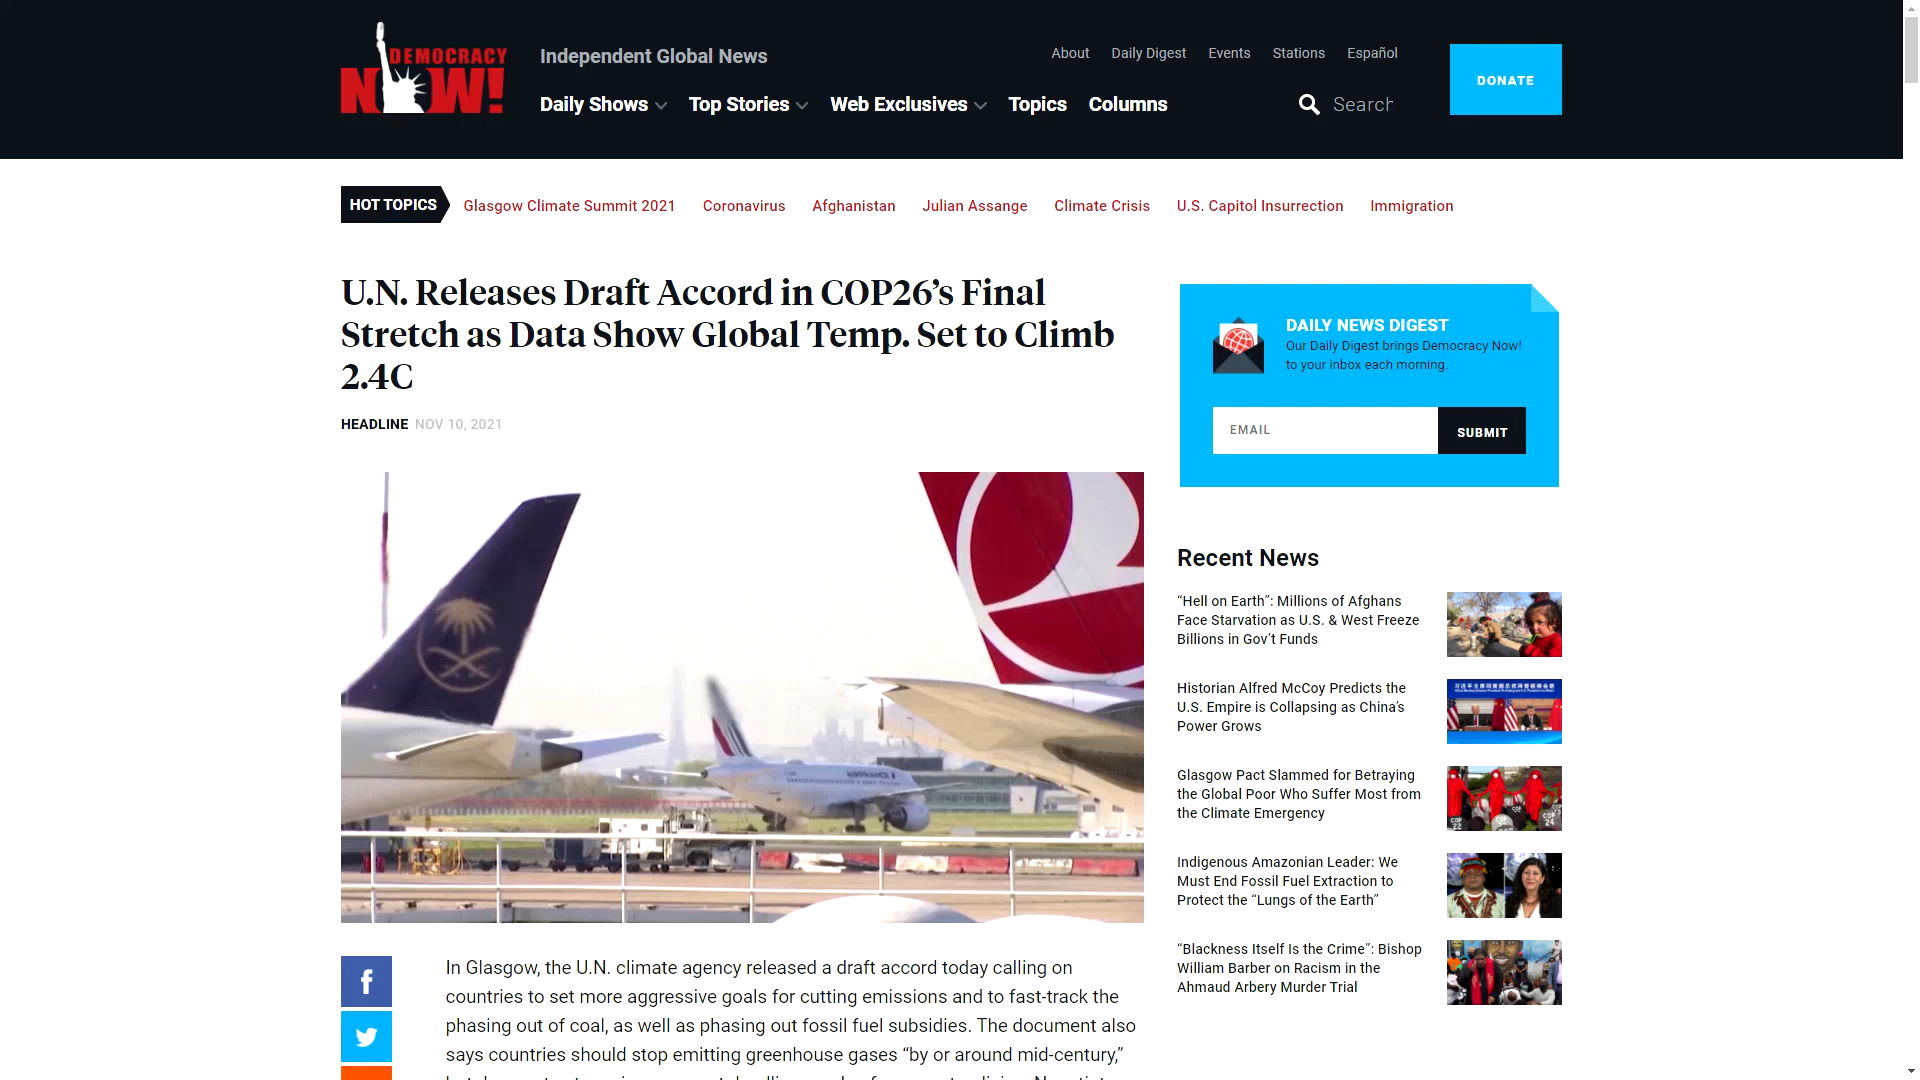 DEMOCRACY
NOW!
Independent Global News
About Daily Digest Events Stations Español
DONATE
Daily Shows Top Stories Web Exclusives Topics Columns
Search
HOT TOPICS Glasgow Climate Summit 2021 Coronavirus Afghanistan Julian Assange Climate Crisis U.S. Capitol Insurrection Immigration
U.N. Releases Draft Accord in COP26’s Final
Stretch as Data Show Global Temp. Set to Climb
2.4C
HEADLINE NOV 10, 2021
AIRFRANCE
In Glasgow, the U.N. climate agency released a draft accord today calling on
countries to set more aggressive goals for cutting emissions and to fast-track the
phasing out of coal, as well as phasing out fossil fuel subsidies. The document also
says countries should stop emitting greenhouse gases “by or around mid-century,”
DAILY NEWS DIGEST
Our Daily Digest brings Democracy Now!
to your inbox each morning.
EMAIL
SUBMIT
Recent News
“Hell on Earth”: Millions of Afghans
Face Starvation as U.S. & West Freeze
Billions in Gov’t Funds
Historian Alfred McCoy Predicts the
U.S. Empire is Collapsing as China’s
Power Grows
Glasgow Pact Slammed for Betraying
the Global Poor Who Suffer Most from
the Climate Emergency
COP
22
COP
24
Indigenous Amazonian Leader: We
Must End Fossil Fuel Extraction to
Protect the “Lungs of the Earth”
“Blackness Itself Is the Crime”: Bishop
William Barber on Racism in the
Ahmaud Arbery Murder Trial